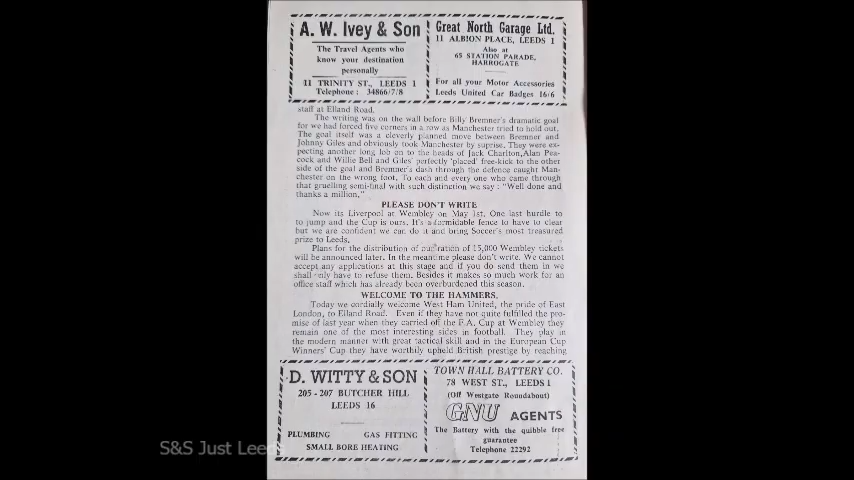 A. W. Ivey & Son
The Travel Agents who
know your destination
personally
11 TRINITY ST., LEEDS 1
Telephone : 34866/7/8
Great North Garage Ltd.
11 ALBION PLACE, LEEDS 1
Also at
65 STATION PARADE,
HARROGATE
For all your Motor Accessories
Leeds United Car Badges 16/6
staff at Elland Road.
The writing was on the wall before Billy Bremner's dramatic goal
for we had forced five corners in a row as Manchester tried to hold out.
The goal itself was a cleverly planned move between Bremner and
Johnny Giles and obviously took Manchester by suprise. They were ex-
pecting another long lob on to the heads of Jack Charlton, Alan Pea-
cock and Willie Bell and Giles' perfectly 'placed' free-kick to the other
side of the goal and Bremner's dash through the defence caught Man-
chester on the wrong foot. To each and every one who came through
that gruelling semi-final with such distinction we say : "Well done and
thanks a million."
PLEASE DON'T WRITE
Now its Liverpool at Wembley on May 1st. One last hurdle to
to jump and the Cup is ours. It's a formidable fence to have to clear
but we are confident we can do it and bring Soccer's most treasured
prize to Leeds.
Plans for the distribution of our ration of 15,000 Wembley tickets
will be announced later. In the meantime please don't write. We cannot
accept any applications at this stage and if you do send them in we
shall only have to refuse them. Besides it makes so much work for an
office staff which has already been overburdened this season.
WELCOME TO THE HAMMERS.
Today we cordially welcome West Ham United, the pride of East
London, to Elland Road. Even if they have not quite fulfilled the pro-
mise of last year when they carried off the F.A. Cup at Wembley they
remain one of the most interesting sides in football. They play in
the modern manner with great tactical skill and in the European Cup
Winners' Cup they have worthily upheld British prestige by reaching
D. WITTY & SON
205 - 207 BUTCHER HILL
LEEDS 16
PLUMBING GAS FITTING
SMALL BORE HEATING
TOWN HALL BATTERY CO.
78 WEST ST., LEEDS 1
(Off Westgate Roundabout)
GNU AGENTS
The Battery with the quibble free
guarantee
Telephone 22292
S&S Just Leeds